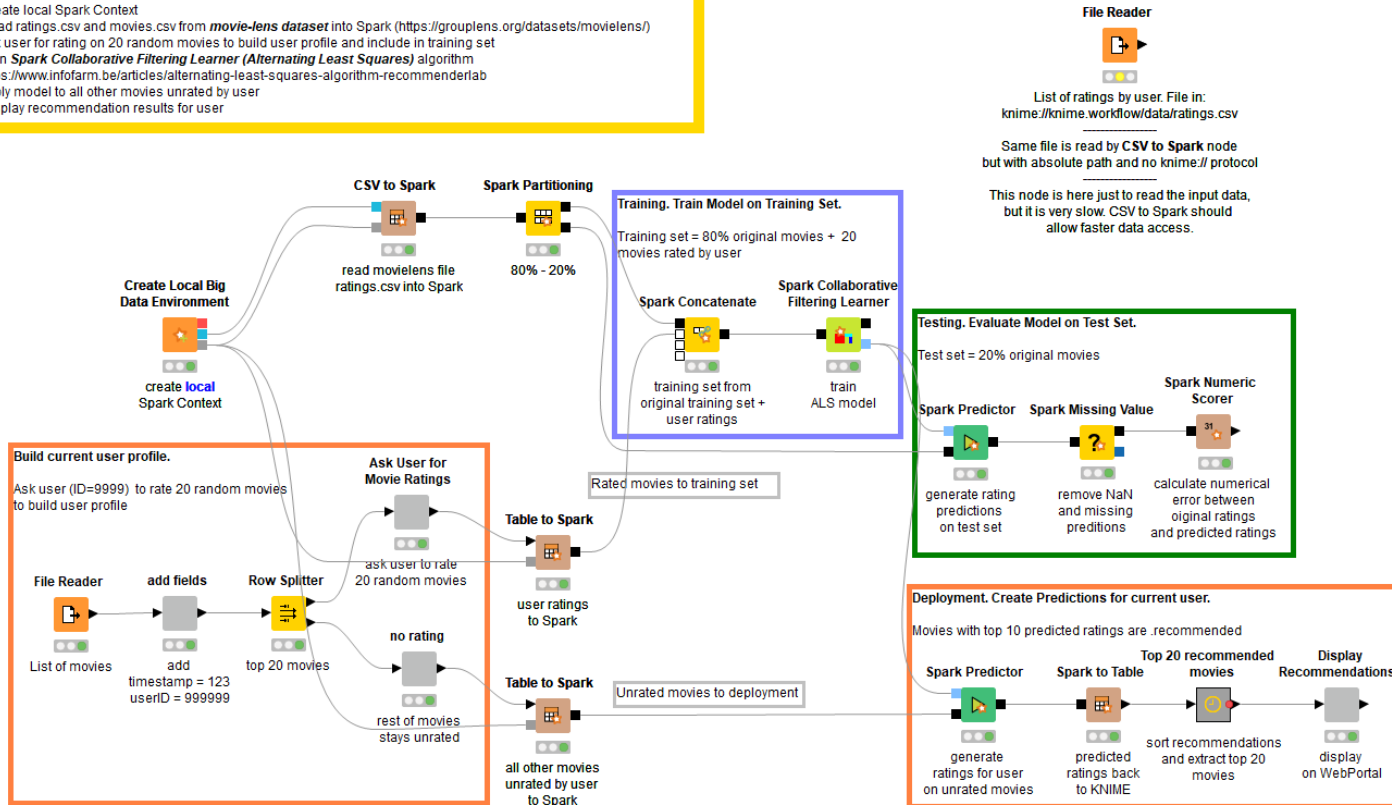 eate local Spark Context
ad ratings.csv and movies.csv from movie-lens dataset into Spark (https://grouplens.org/datasets/movielens/)
user for rating on 20 random movies to build user profile and include in training set
n Spark Collaborative Filtering Learner (Alternating Least Squares) algorithm
s://www.infofarm.be/articles/alternating-least-squares-algorithm-recommenderlab
ply model to all other movies unrated by user
play recommendation results for user
File Reader
List of ratings by user. File in:
knime://knime.workflow/data/ratings.csv
-----------------
Same file is read by CSV to Spark node
but with absolute path and no knime:// protocol
-----------------
This node is here just to read the input data,
but it is very slow. CSV to Spark should
allow faster data access.
CSV to Spark
read movielens file
ratings.csv into Spark
Spark Partitioning
80% - 20%
Create Local Big
Data Environment
create local
Spark Context
Training. Train Model on Training Set.
Training set = 80% original movies + 20
movies rated by user
Spark Concatenate
training set from
original training set +
user ratings
Spark Collaborative
Filtering Learner
train
ALS model
Testing. Evaluate Model on Test Set.
Test set = 20% original movies
Spark Predictor
generate rating
predictions
on test set
Spark Missing Value
?
remove NaN
and missing
preditions
Spark Numeric
Scorer
31
calculate numerical
error between
oiginal ratings
and predicted ratings
Build current user profile.
Ask user (ID=9999) to rate 20 random movies
to build user profile
Ask User for
Movie Ratings
ask user to rate
20 random movies
File Reader
List of movies
add fields
add
timestamp = 123
userID = 999999
Row Splitter
top 20 movies
no rating
rest of movies
stays unrated
Rated movies to training set
Table to Spark
user ratings
to Spark
Table to Spark
all other movies
unrated by user
to Spark
Unrated movies to deployment
Deployment. Create Predictions for current user.
Movies with top 10 predicted ratings are .recommended
Spark Predictor
generate
ratings for user
on unrated movies
Spark to Table
predicted
ratings back
to KNIME
Top 20 recommended
movies
sort recommendations
and extract top 20
movies
Display
Recommendations
display
on WebPortal